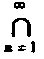 ∞
∩
n = 1